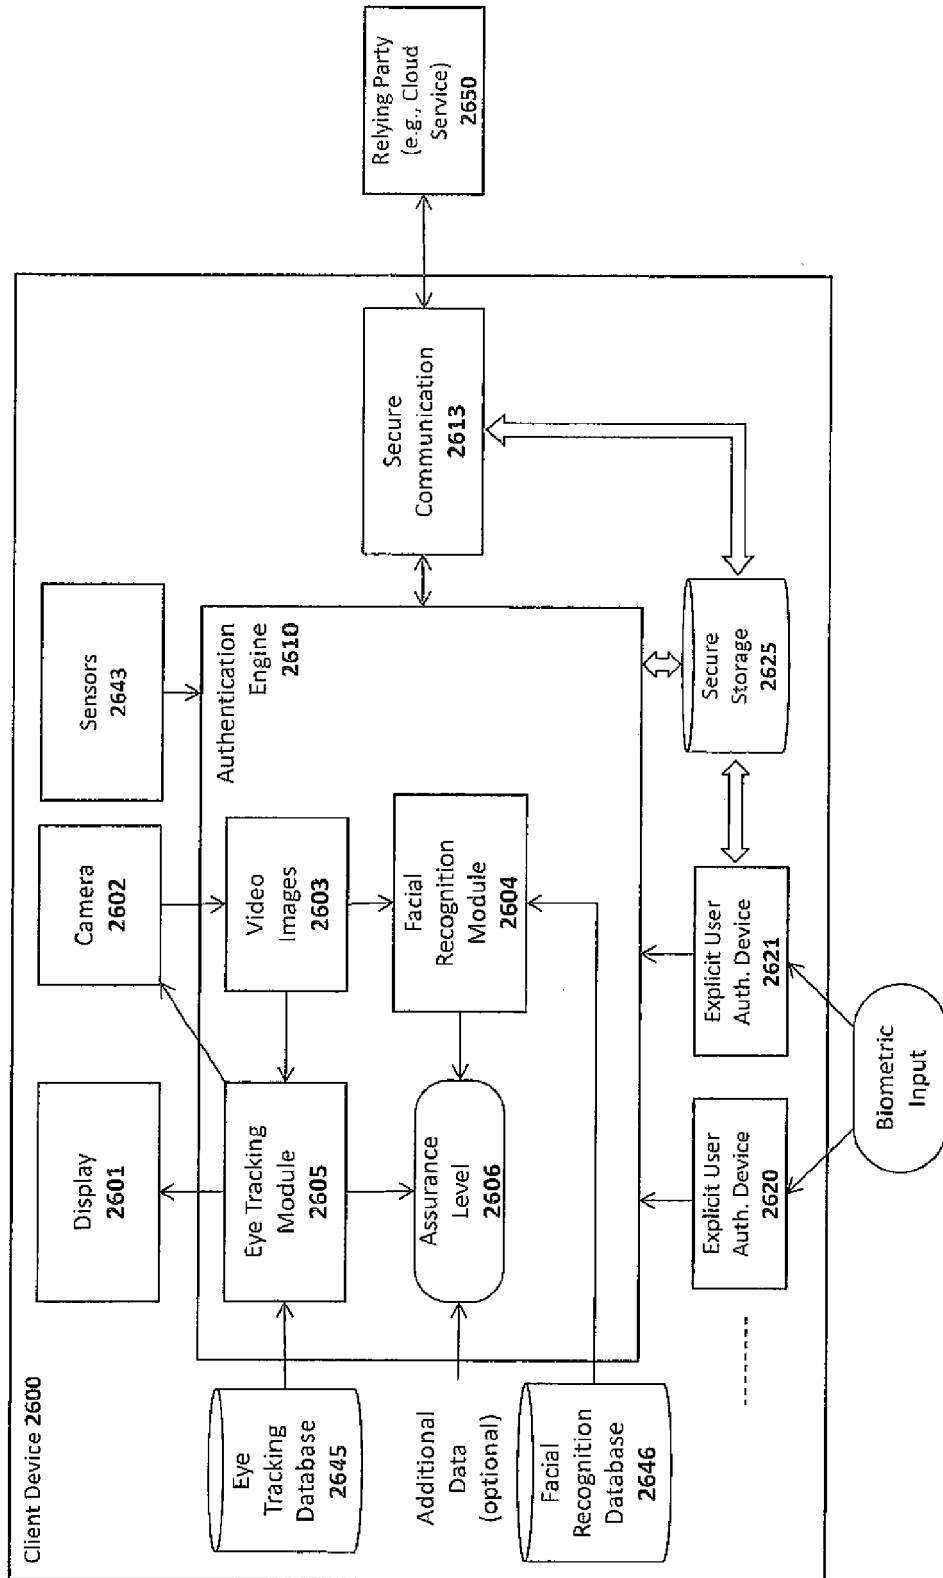 Client Device 2600
Display
2601
Camera
2602
Sensors
2643
Eye
Tracking
Database
2645
Eye Tracking
Module
2605
Video
Images
2603
Authentication
Engine
2610
Additional
Data
(optional)
Assurance
Level
2606
Facial
Recognition
Module
2604
Secure
Communication
2613
Relying Party
(e.g., Cloud
Service)
2650
Facial
Recognition
Database
2646
Explicit User
Auth. Device
2620
Explicit User
Auth. Device
2621
Secure
Storage
2625
Biometric
Input